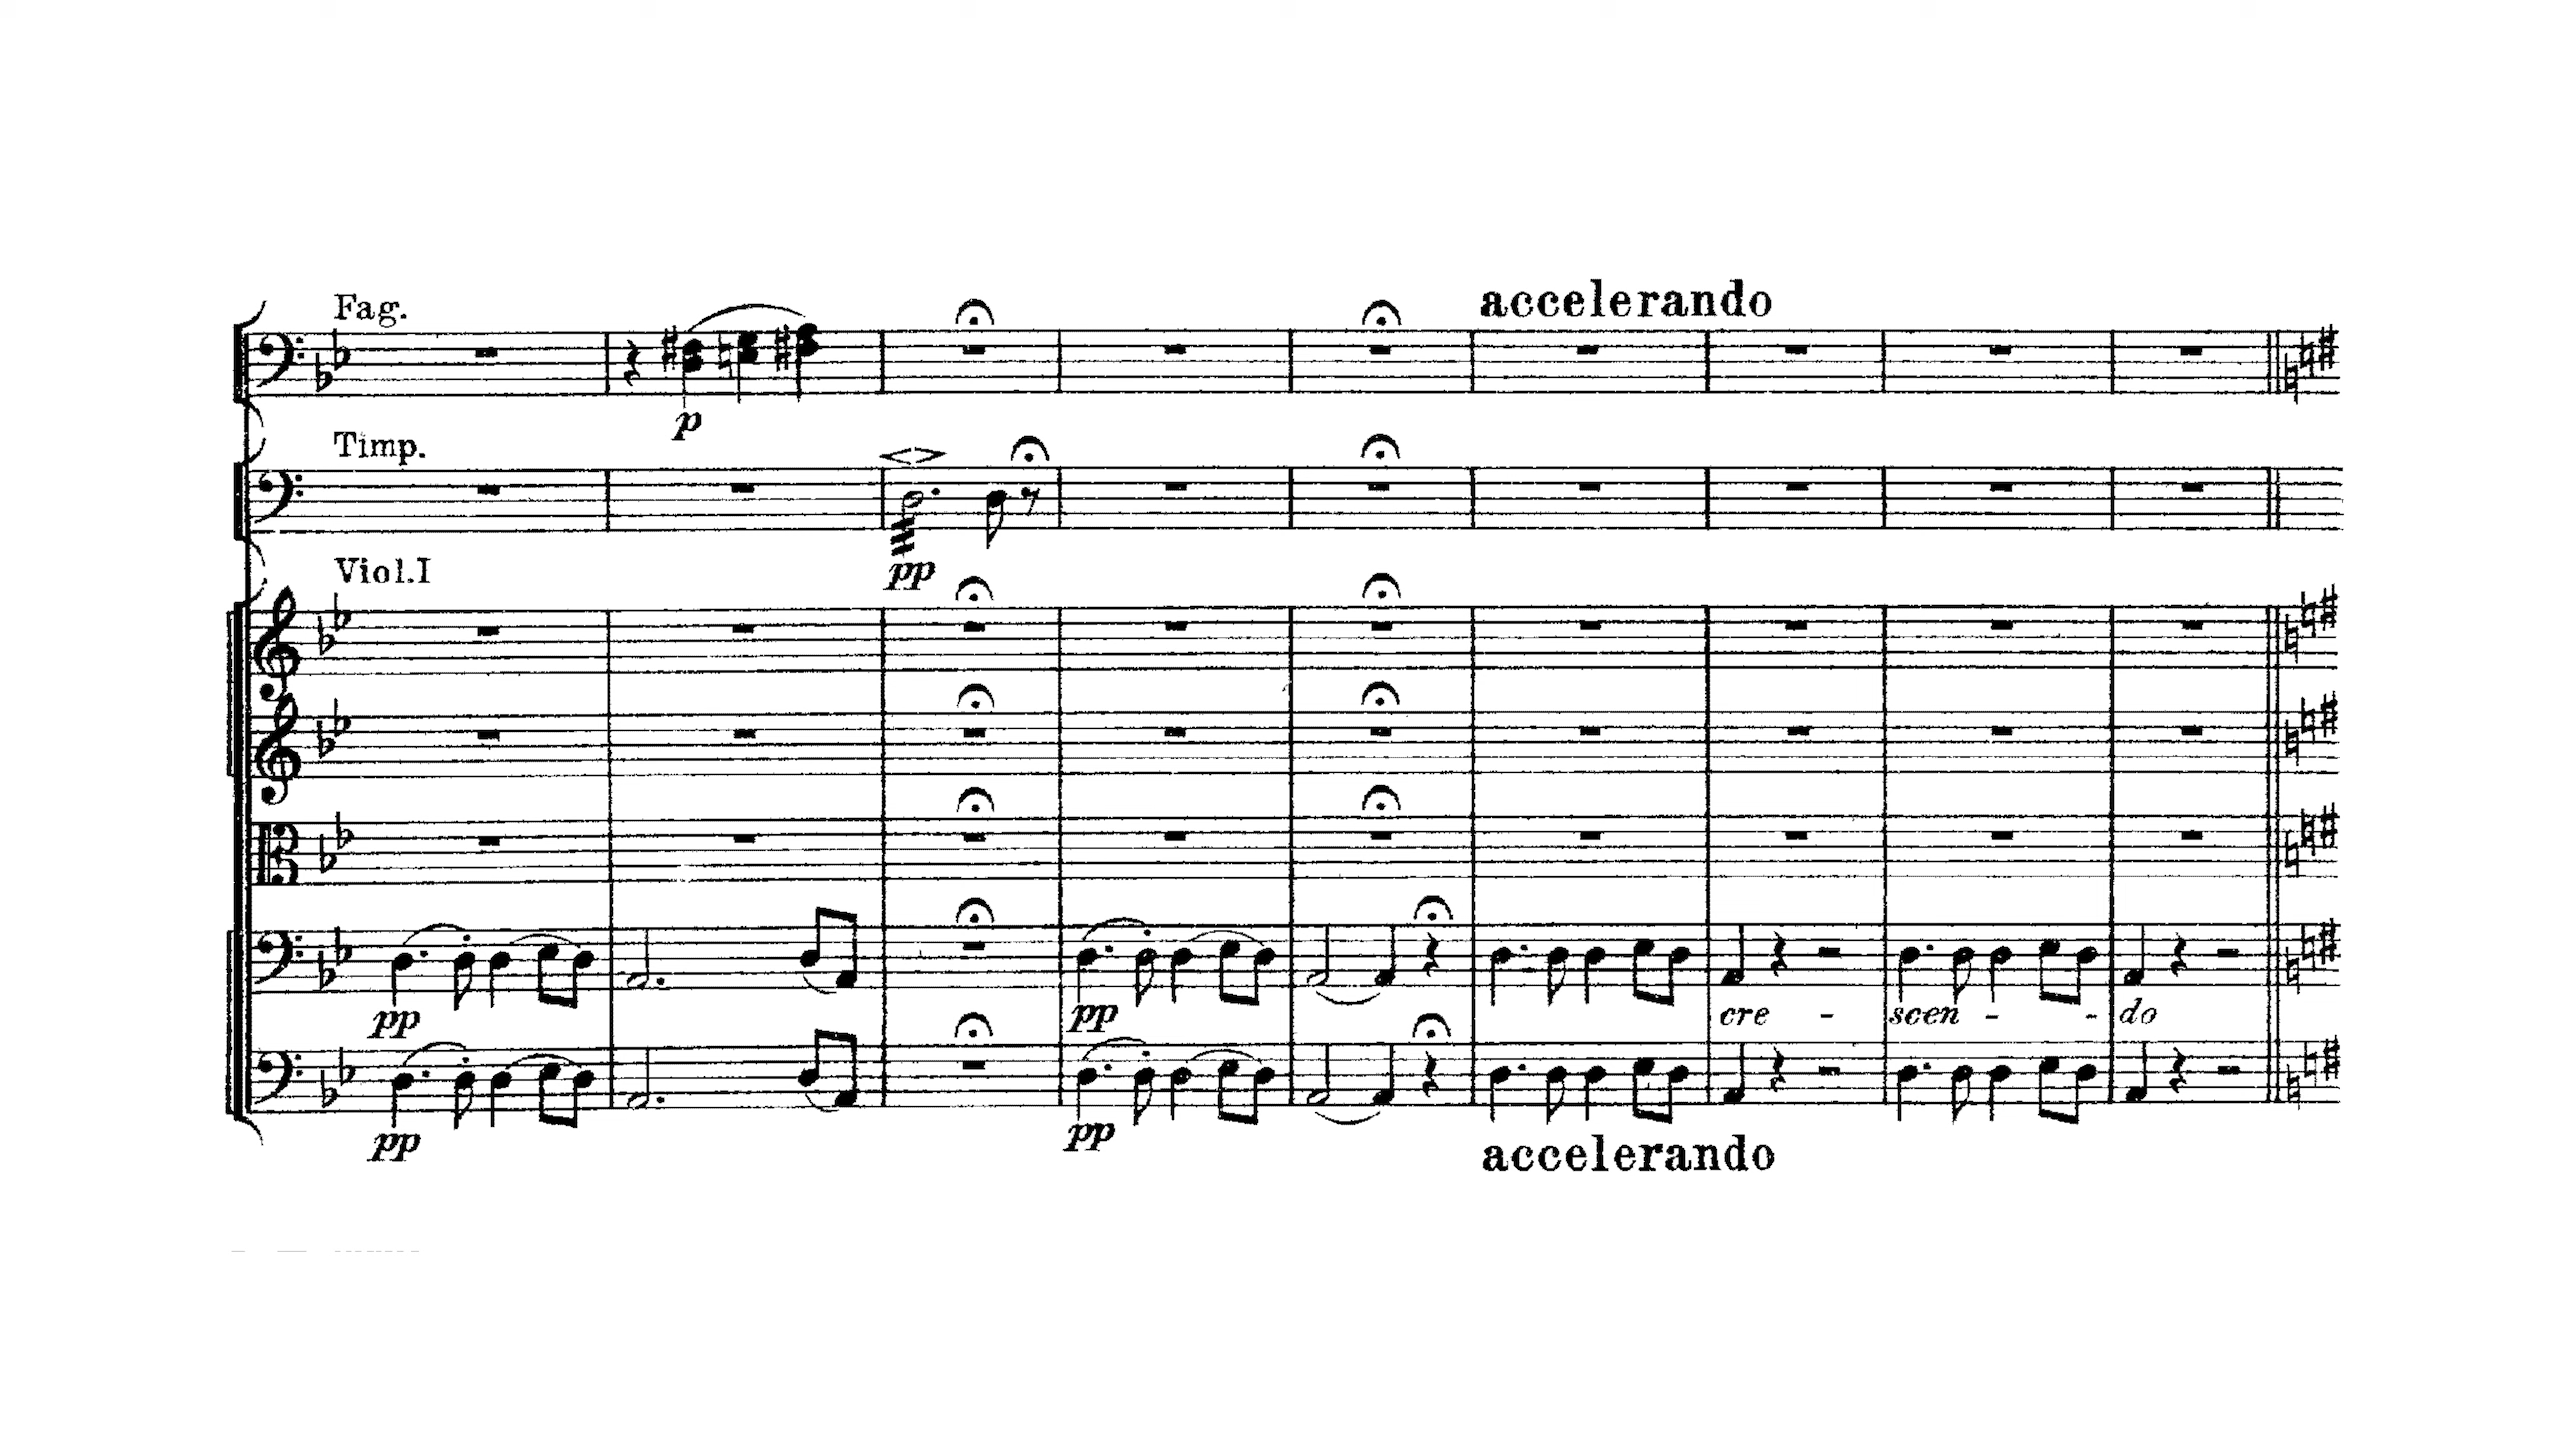 Fag.
accelerando
p
Timp.
pp
Viol.I
pp
pp
cre - scen - - do
pp
pp
accelerando